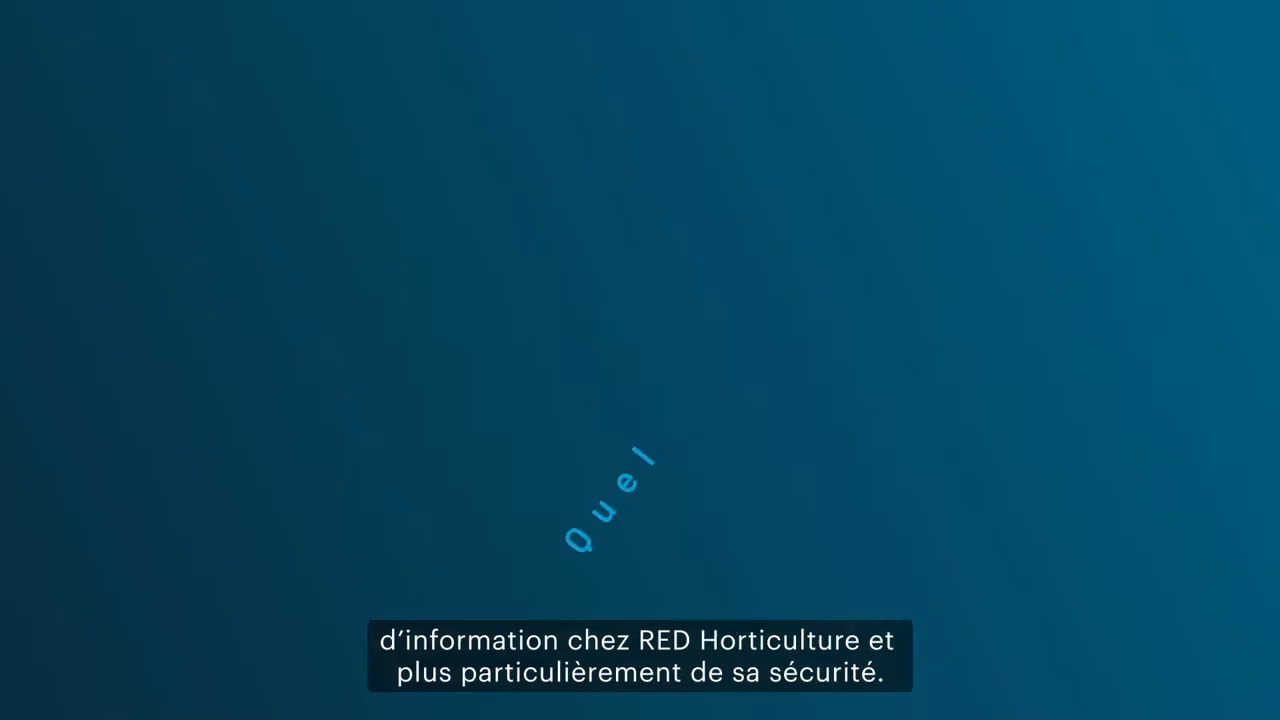 Quel
d’information chez RED Horticulture et
plus particulièrement de sa sécurité.